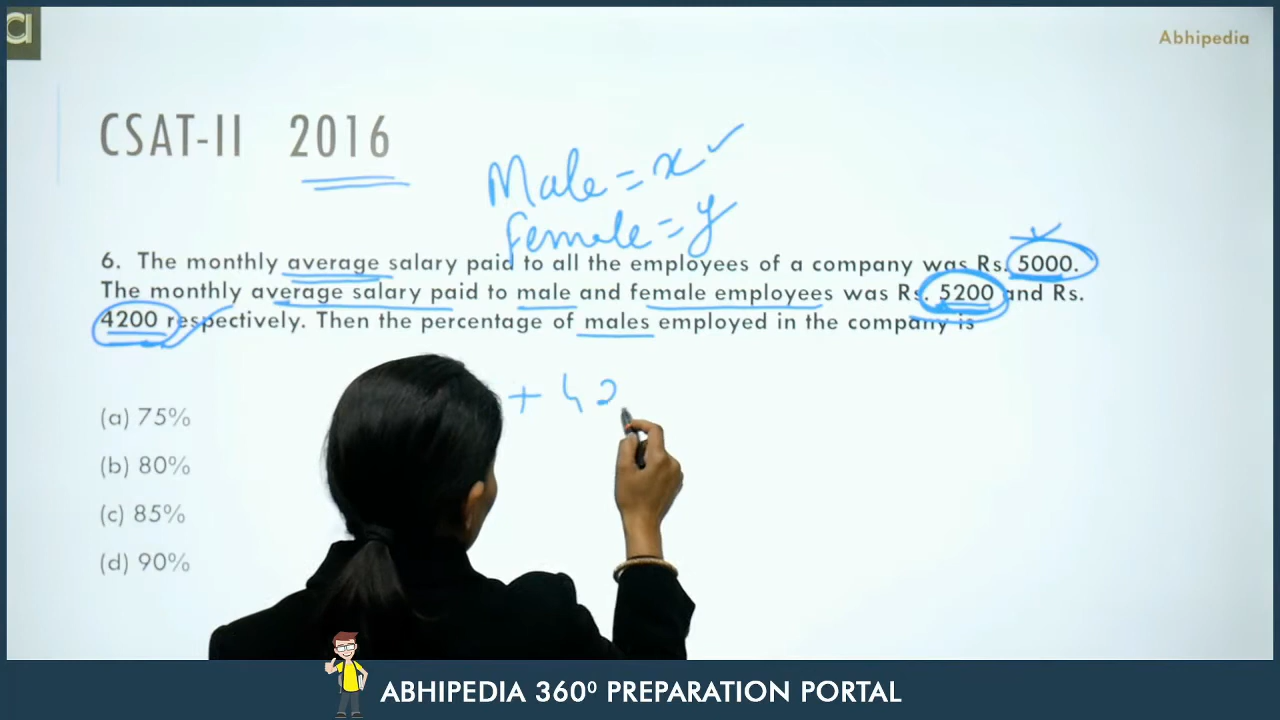 a
Abhipedia
CSAT-II 2016
Male = x
female = y
6. The monthly average salary paid to all the employees of a company was Rs. 5000.
The monthly average salary paid to male and female employees was Rs. 5200 and Rs.
4200 respectively. Then the percentage of males employed in the company is
+ 42
(a) 75%
(b) 80%
(c) 85%
(d) 90%
ABHIPEDIA 360⁰ PREPARATION PORTAL